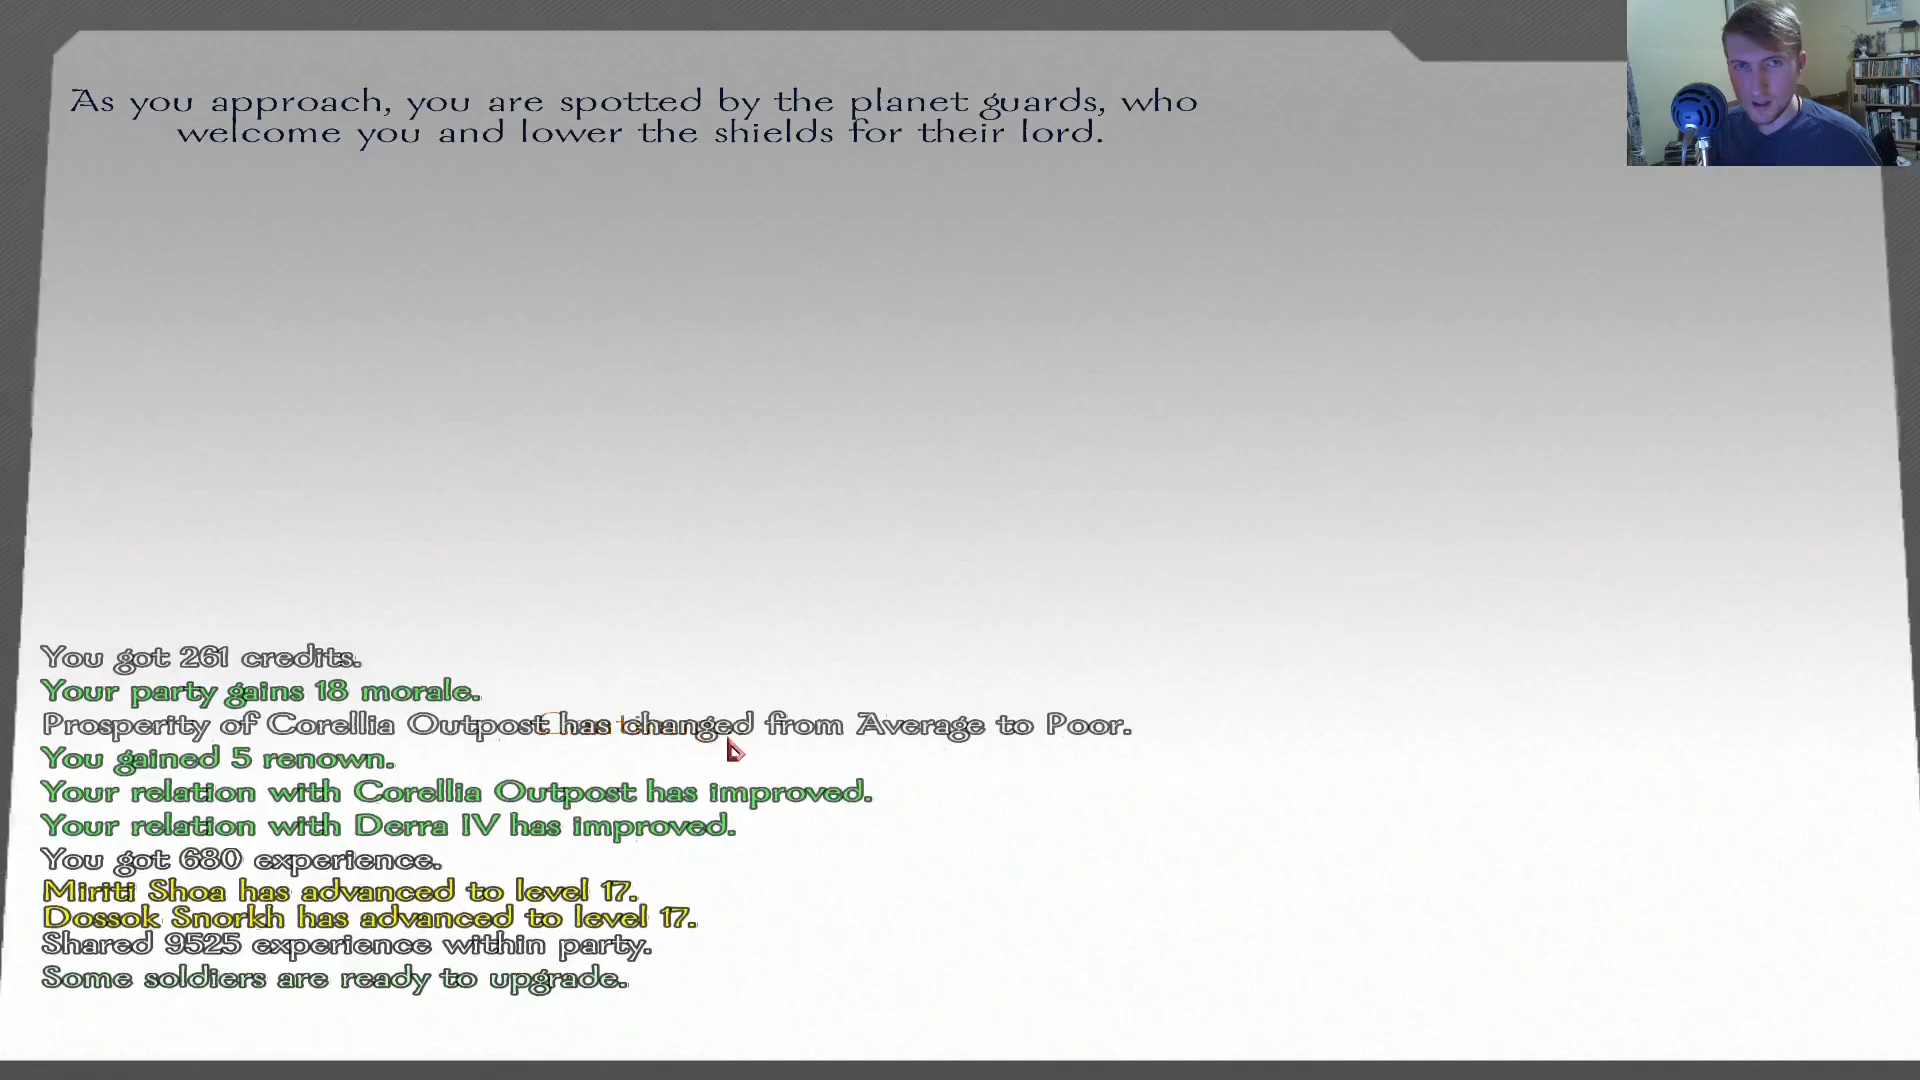 As you approach, you are spotted by the planet guards, who
welcome you and lower the shields for their lord.
You got 261 credits.
Your party gains 18 morale.
Prosperity of Corellia Outpost has changed from Average to Poor.
You gained 5 renown.
Your relation with Corellia Outpost has improved.
Your relation with Derra IV has improved.
You got 680 experience.
Miriti Shoa has advanced to level 17.
Dossok Snorkh has advanced to level 17.
Shared 9525 experience within party.
Some soldiers are ready to upgrade.